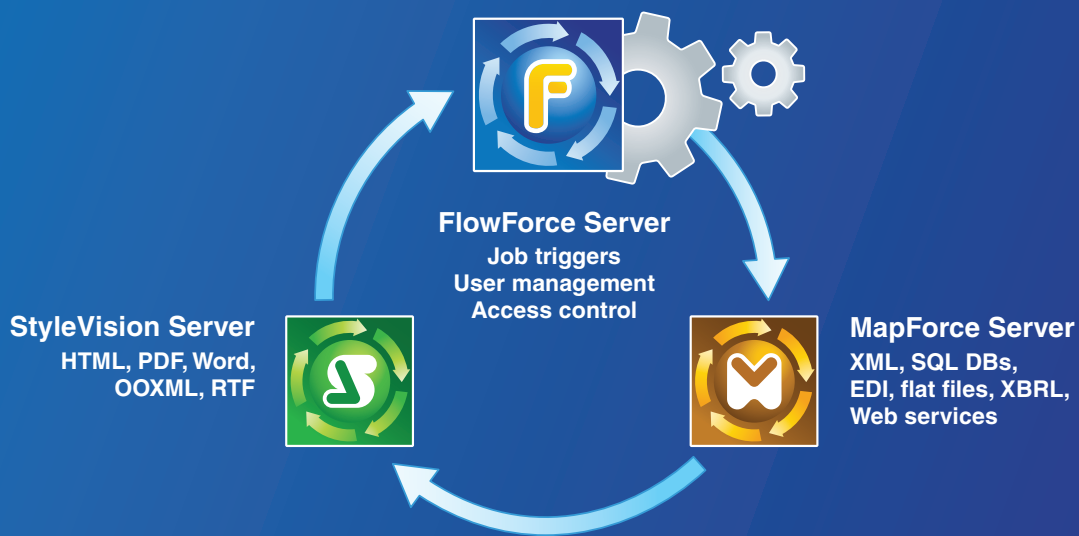 F
FlowForce Server
Job triggers
User management
Access control
StyleVision Server
HTML, PDF, Word,
OOXML, RTF
MapForce Server
XML, SQL DBs,
EDI, flat files, XBRL,
Web services